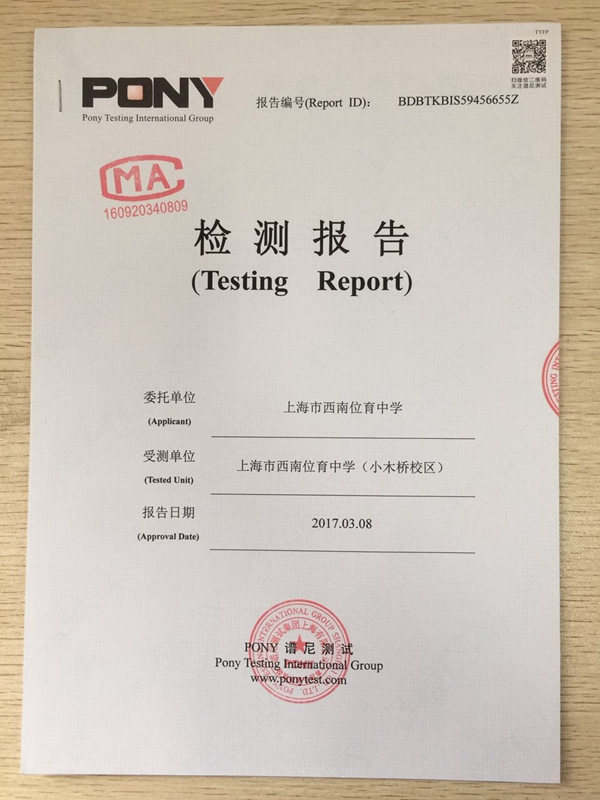 TYFP
扫微信二维码
关注谱尼测试
PONY
Pony Testing International Group
报告编号(Report ID): BDBTKBIS59456655Z
MA
160920340809
检测报告
(Testing Report)
委托单位
(Applicant)
上海市西南位育中学
受测单位
(Tested Unit)
上海市西南位育中学（小木桥校区）
报告日期
(Approval Date)
2017.03.08
PONY 谱尼测试
Pony Testing International Group
www.ponytest.com